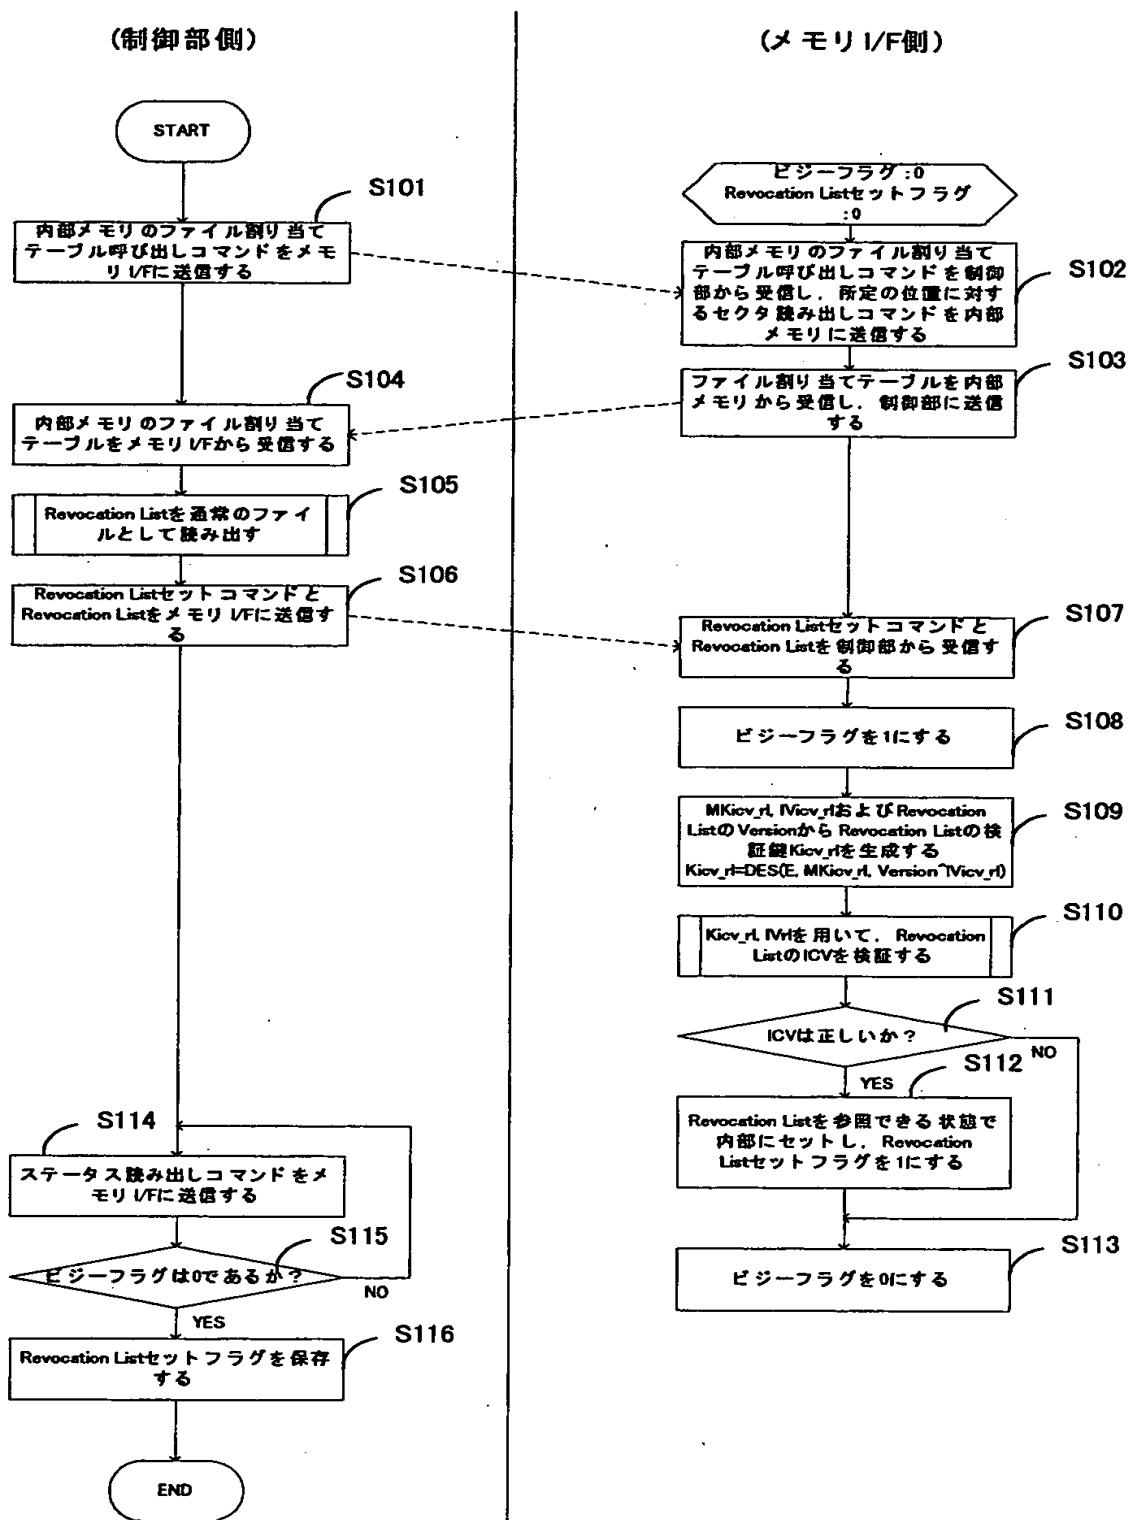 (制御部側)
(メモリI/F側)
START
S101
内部メモリのファイル割り当て
テーブル呼び出しコマンドをメモ
リI/Fに送信する
ビジーフラグ:0
Revocation Listセットフラグ
:0
S102
内部メモリのファイル割り当て
テーブル呼び出しコマンドを制御
部から受信し、所定の位置に対す
るセクタ読み出しコマンドを内部
メモリに送信する
S103
ファイル割り当てテーブルを内部
メモリから受信し、制御部に送信
する
S104
内部メモリのファイル割り当て
テーブルをメモリI/Fから受信する
S105
Revocation Listを通常のファイ
ルとして読み出す
S106
Revocation Listセットコマンドと
Revocation ListをメモリI/Fに送信す
る
S107
Revocation Listセットコマンドと
Revocation Listを制御部から受信す
る
S108
ビジーフラグを1にする
S109
MKicv_rl, IVicv_rlおよびRevocation
ListのVersionからRevocation Listの検
証鍵Kicv_rlを生成する
Kicv_rl=DES(E, MKicv_rl, Version^IVicv_rl)
S110
Kicv_rl, IVrlを用いて、Revocation
ListのICVを検証する
S111
ICVは正しいか?
NO
YES
S112
Revocation Listを参照できる状態で
内部にセットし、Revocation
Listセットフラグを1にする
S113
ビジーフラグを0にする
S114
ステータス読み出しコマンドをメ
モリI/Fに送信する
S115
ビジーフラグは0であるか?
NO
YES
S116
Revocation Listセットフラグを保存
する
END